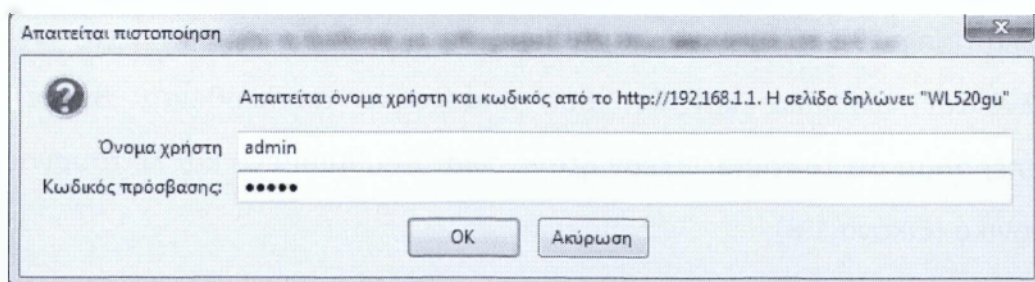 Απαιτείται πιστοποίηση
Απαιτείται όνομα χρήστη και κωδικός από το http://192.168.1.1. Η σελίδα δηλώνει: "WL520gu"
Όνομα χρήστη admin
Κωδικός πρόσβασης: •••••
OK Ακύρωση